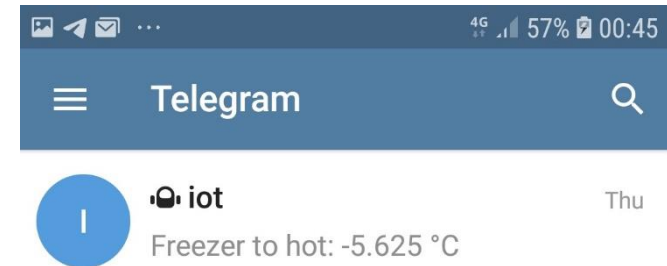 4G 57% 00:45
Telegram
I
iot
Thu
Freezer to hot: -5.625 °C